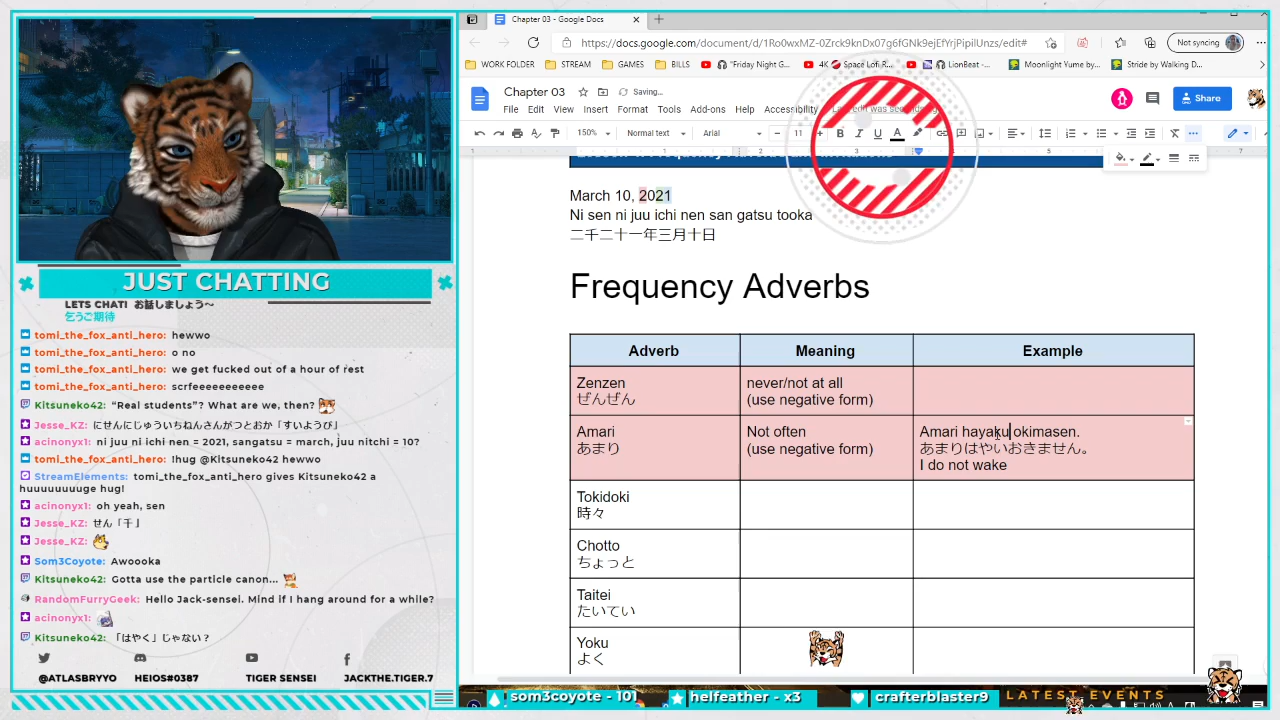 JUST CHATTING
LETS CHAT! お話しましょう〜
乞うご期待
tomi_the_fox_anti_hero: hewwo
tomi_the_fox_anti_hero: o no
tomi_the_fox_anti_hero: we get fucked out of a hour of rest
tomi_the_fox_anti_hero: scrfeeeeeeeeeee
Kitsuneko42: "Real students"? What are we, then?
Jesse_KZ: にせんにじゅういちねんさんがつとおか「すいようび」
acinonyx1: ni juu ni ichi nen = 2021, sangatsu = march, juu nitchi = 10?
tomi_the_fox_anti_hero: !hug @Kitsuneko42 hewwo
StreamElements: tomi_the_fox_anti_hero gives Kitsuneko42 a
huuuuuuuuge hug!
acinonyx1: oh yeah, sen
Jesse_KZ: せん「千」
Jesse_KZ:
Som3Coyote: Awoooka
Kitsuneko42: Gotta use the particle canon...
RandomFurryGeek: Hello Jack-sensei. Mind if I hang around for a while?
acinonyx1:
Kitsuneko42: 「はやく」じゃない？
@ATLASBRYYO HEIOS#0387 TIGER SENSEI JACKTHE.TIGER.7
Chapter 03 - Google Docs
https://docs.google.com/document/d/1Ro0wxMZ-0Zrck9knDx07g6fGNk9ejEfYrjPipilUnzs/edit#
Not syncing
WORK FOLDER STREAM GAMES BILLS "Friday Night G... 4K Space Lofi R... ("LionBeat -... Moonlight Yume by... Stride by Walking D...
Chapter 03 Saving...
File Edit View Insert Format Tools Add-ons Help Accessibility
Share
150% Normal text Arial 11
March 10, 2021
Ni sen ni juu ichi nen san gatsu tooka
二千二十一年三月十日
Frequency Adverbs
Adverb Meaning Example
Zenzen
ぜんぜん
never/not at all
(use negative form)
Amari
あまり
Not often
(use negative form)
Amari hayaku okimasen.
あまりはやいおきません。
I do not wake
Tokidoki
時々
Chotto
ちょっと
Taitei
たいてい
Yoku
よく
som3coyote - 101 helfeather - x3 crafterblaster9 LATEST EVENTS